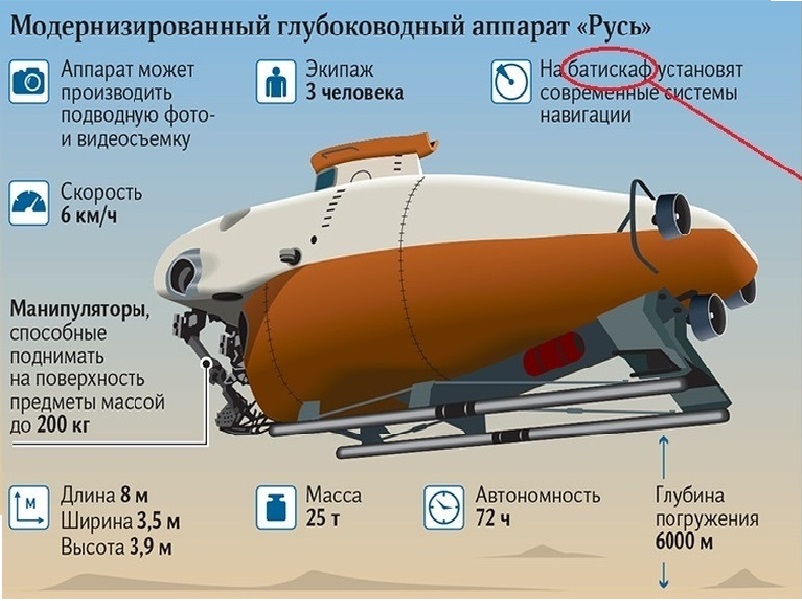 Модернизированный глубоководный аппарат «Русь»
Аппарат может
производить
подводную фото-
и видеосъемку
Экипаж
3 человека
На батискаф установят
современные системы
навигации
Скорость
6 км/ч
Манипуляторы,
способные
поднимать
на поверхность
предметы массой
до 200 кг
М
Длина 8 м
Ширина 3,5 м
Высота 3,9 м
Масса
25 т
Автономность
72 ч
Глубина
погружения
6000 м